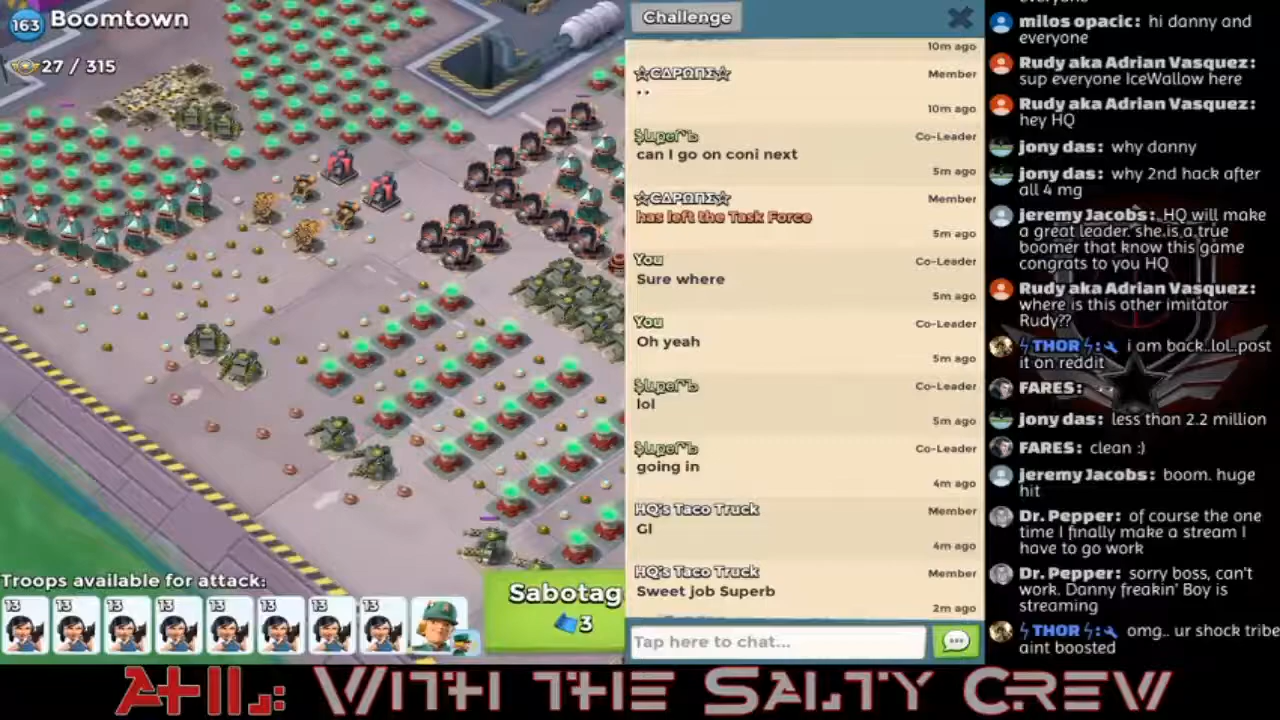 163
Boomtown
27 / 315
Troops available for attack:
13
13
13
13
13
13
13
13
Sabotag
3
Challenge
10m ago
Member
..
10m ago
Co-Leader
can I go on coni next
5m ago
Member
has left the Task Force
5m ago
You
Co-Leader
Sure where
5m ago
You
Co-Leader
Oh yeah
5m ago
Co-Leader
lol
5m ago
Co-Leader
going in
4m ago
HQ's Taco Truck
Member
Gl
4m ago
HQ's Taco Truck
Member
Sweet job Superb
2m ago
Tap here to chat...
everyone
milos opacic: hi danny and
everyone
Rudy aka Adrian Vasquez:
sup everyone IceWallow here
Rudy aka Adrian Vasquez:
hey HQ
jony das: why danny
jony das: why 2nd hack after
all 4 mg
jeremy Jacobs: HQ will make
a great leader. she is a true
boomer that know this game
congrats to you HQ
Rudy aka Adrian Vasquez:
where is this other imitator
Rudy??
⚡THOR⚡: i am back..lol..post
it on reddit
FARES:
jony das: less than 2.2 million
FARES: clean :)
jeremy Jacobs: boom. huge
hit
Dr. Pepper: of course the one
time I finally make a stream I
have to go work
Dr. Pepper: sorry boss, can't
work. Danny freakin' Boy is
streaming
⚡THOR⚡: omg.. ur shock tribe
aint boosted
With the Salty Crew